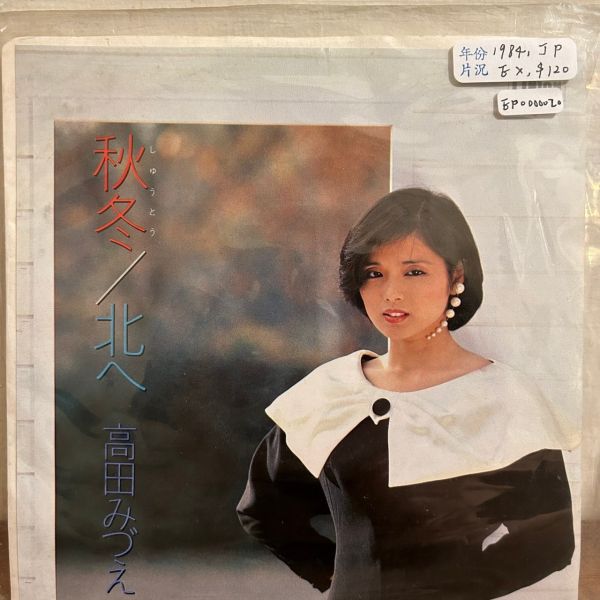 年份 1984, JP
片況 EX, $120
EP0000020
秋冬/北へ
しゅうとう
高田みづえ